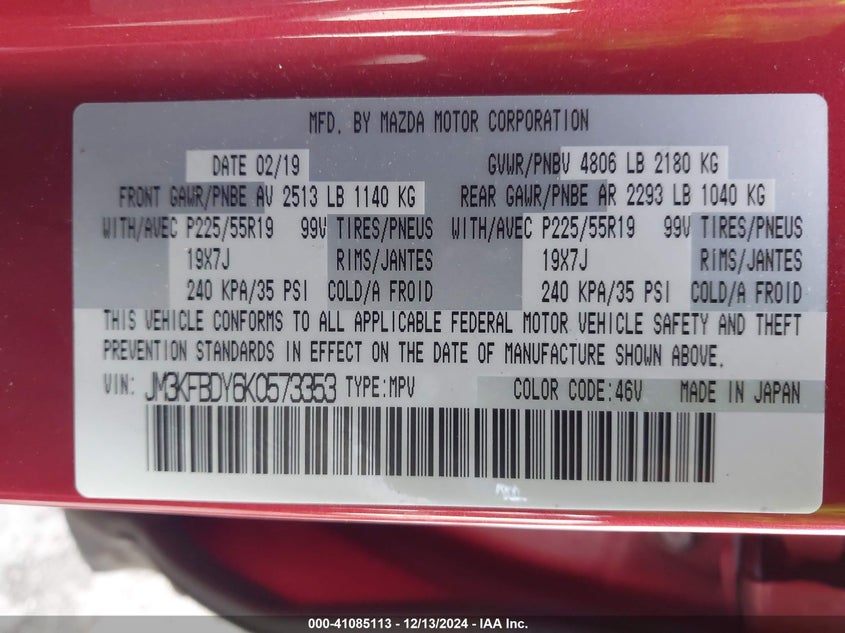 MFD. BY MAZDA MOTOR CORPORATION
DATE 02/19 GVWR/PNBV 4806 LB 2180 KG
FRONT GAWR/PNBE AV 2513 LB 1140 KG REAR GAWR/PNBE AR 2293 LB 1040 KG
WITH/AVEC P225/55R19 99V TIRES/PNEUS WITH/AVEC P225/55R19 99V TIRES/PNEUS
19X7J RIMS/JANTES 19X7J RIMS/JANTES
240 KPA/35 PSI COLD/A FROID 240 KPA/35 PSI COLD/A FROID
THIS VEHICLE CONFORMS TO ALL APPLICABLE FEDERAL MOTOR VEHICLE SAFETY AND THEFT
PREVENTION STANDARDS IN EFFECT ON THE DATE OF MANUFACTURE SHOWN ABOVE.
VIN: JM3KFBDY6K0573353 TYPE:MPV COLOR CODE:46V MADE IN JAPAN
000-41085113 - 12/13/2024 - IAA Inc.